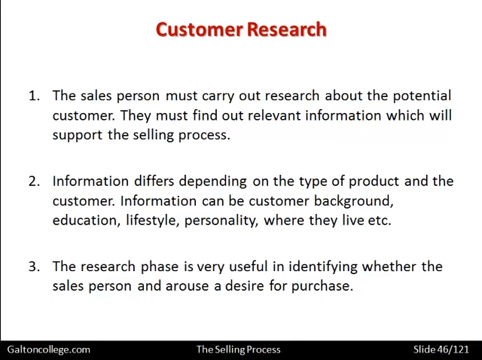 Customer Research
1. The sales person must carry out research about the potential
customer. They must find out relevant information which will
support the selling process.
2. Information differs depending on the type of product and the
customer. Information can be customer background,
education, lifestyle, personality, where they live etc.
3. The research phase is very useful in identifying whether the
sales person and arouse a desire for purchase.
Galtoncollege.com The Selling Process Slide 46/121